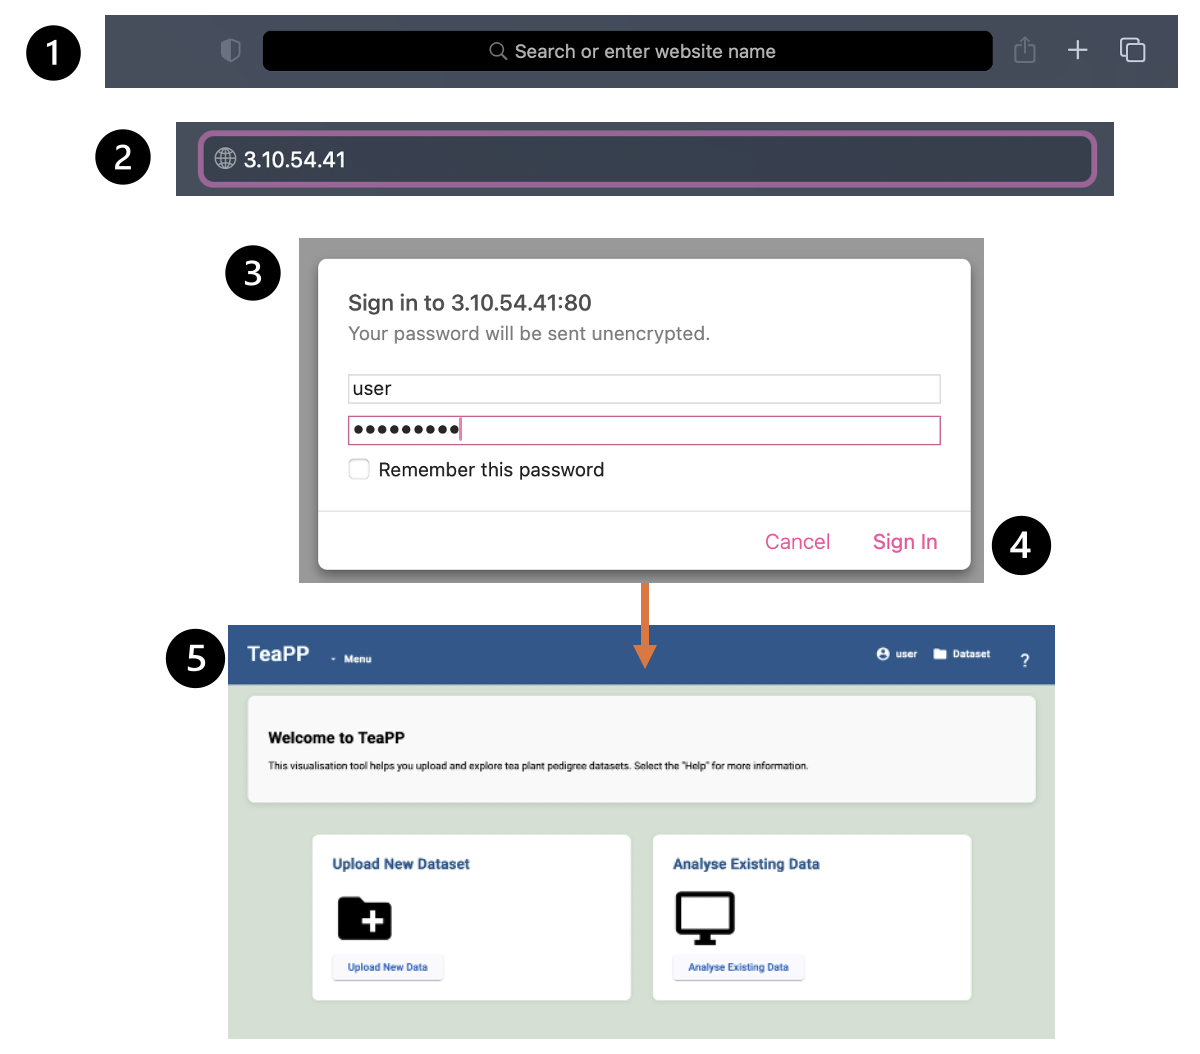 1
Search or enter website name
2
3.10.54.41
3
Sign in to 3.10.54.41:80
Your password will be sent unencrypted.
user
•••••••••
Remember this password
Cancel Sign In
4
5
TeaPP Menu user Dataset ?
Welcome to TeaPP
This visualisation tool helps you upload and explore tea plant pedigree datasets. Select the "Help" for more information.
Upload New Dataset
Upload New Data
Analyse Existing Data
Analyse Existing Data